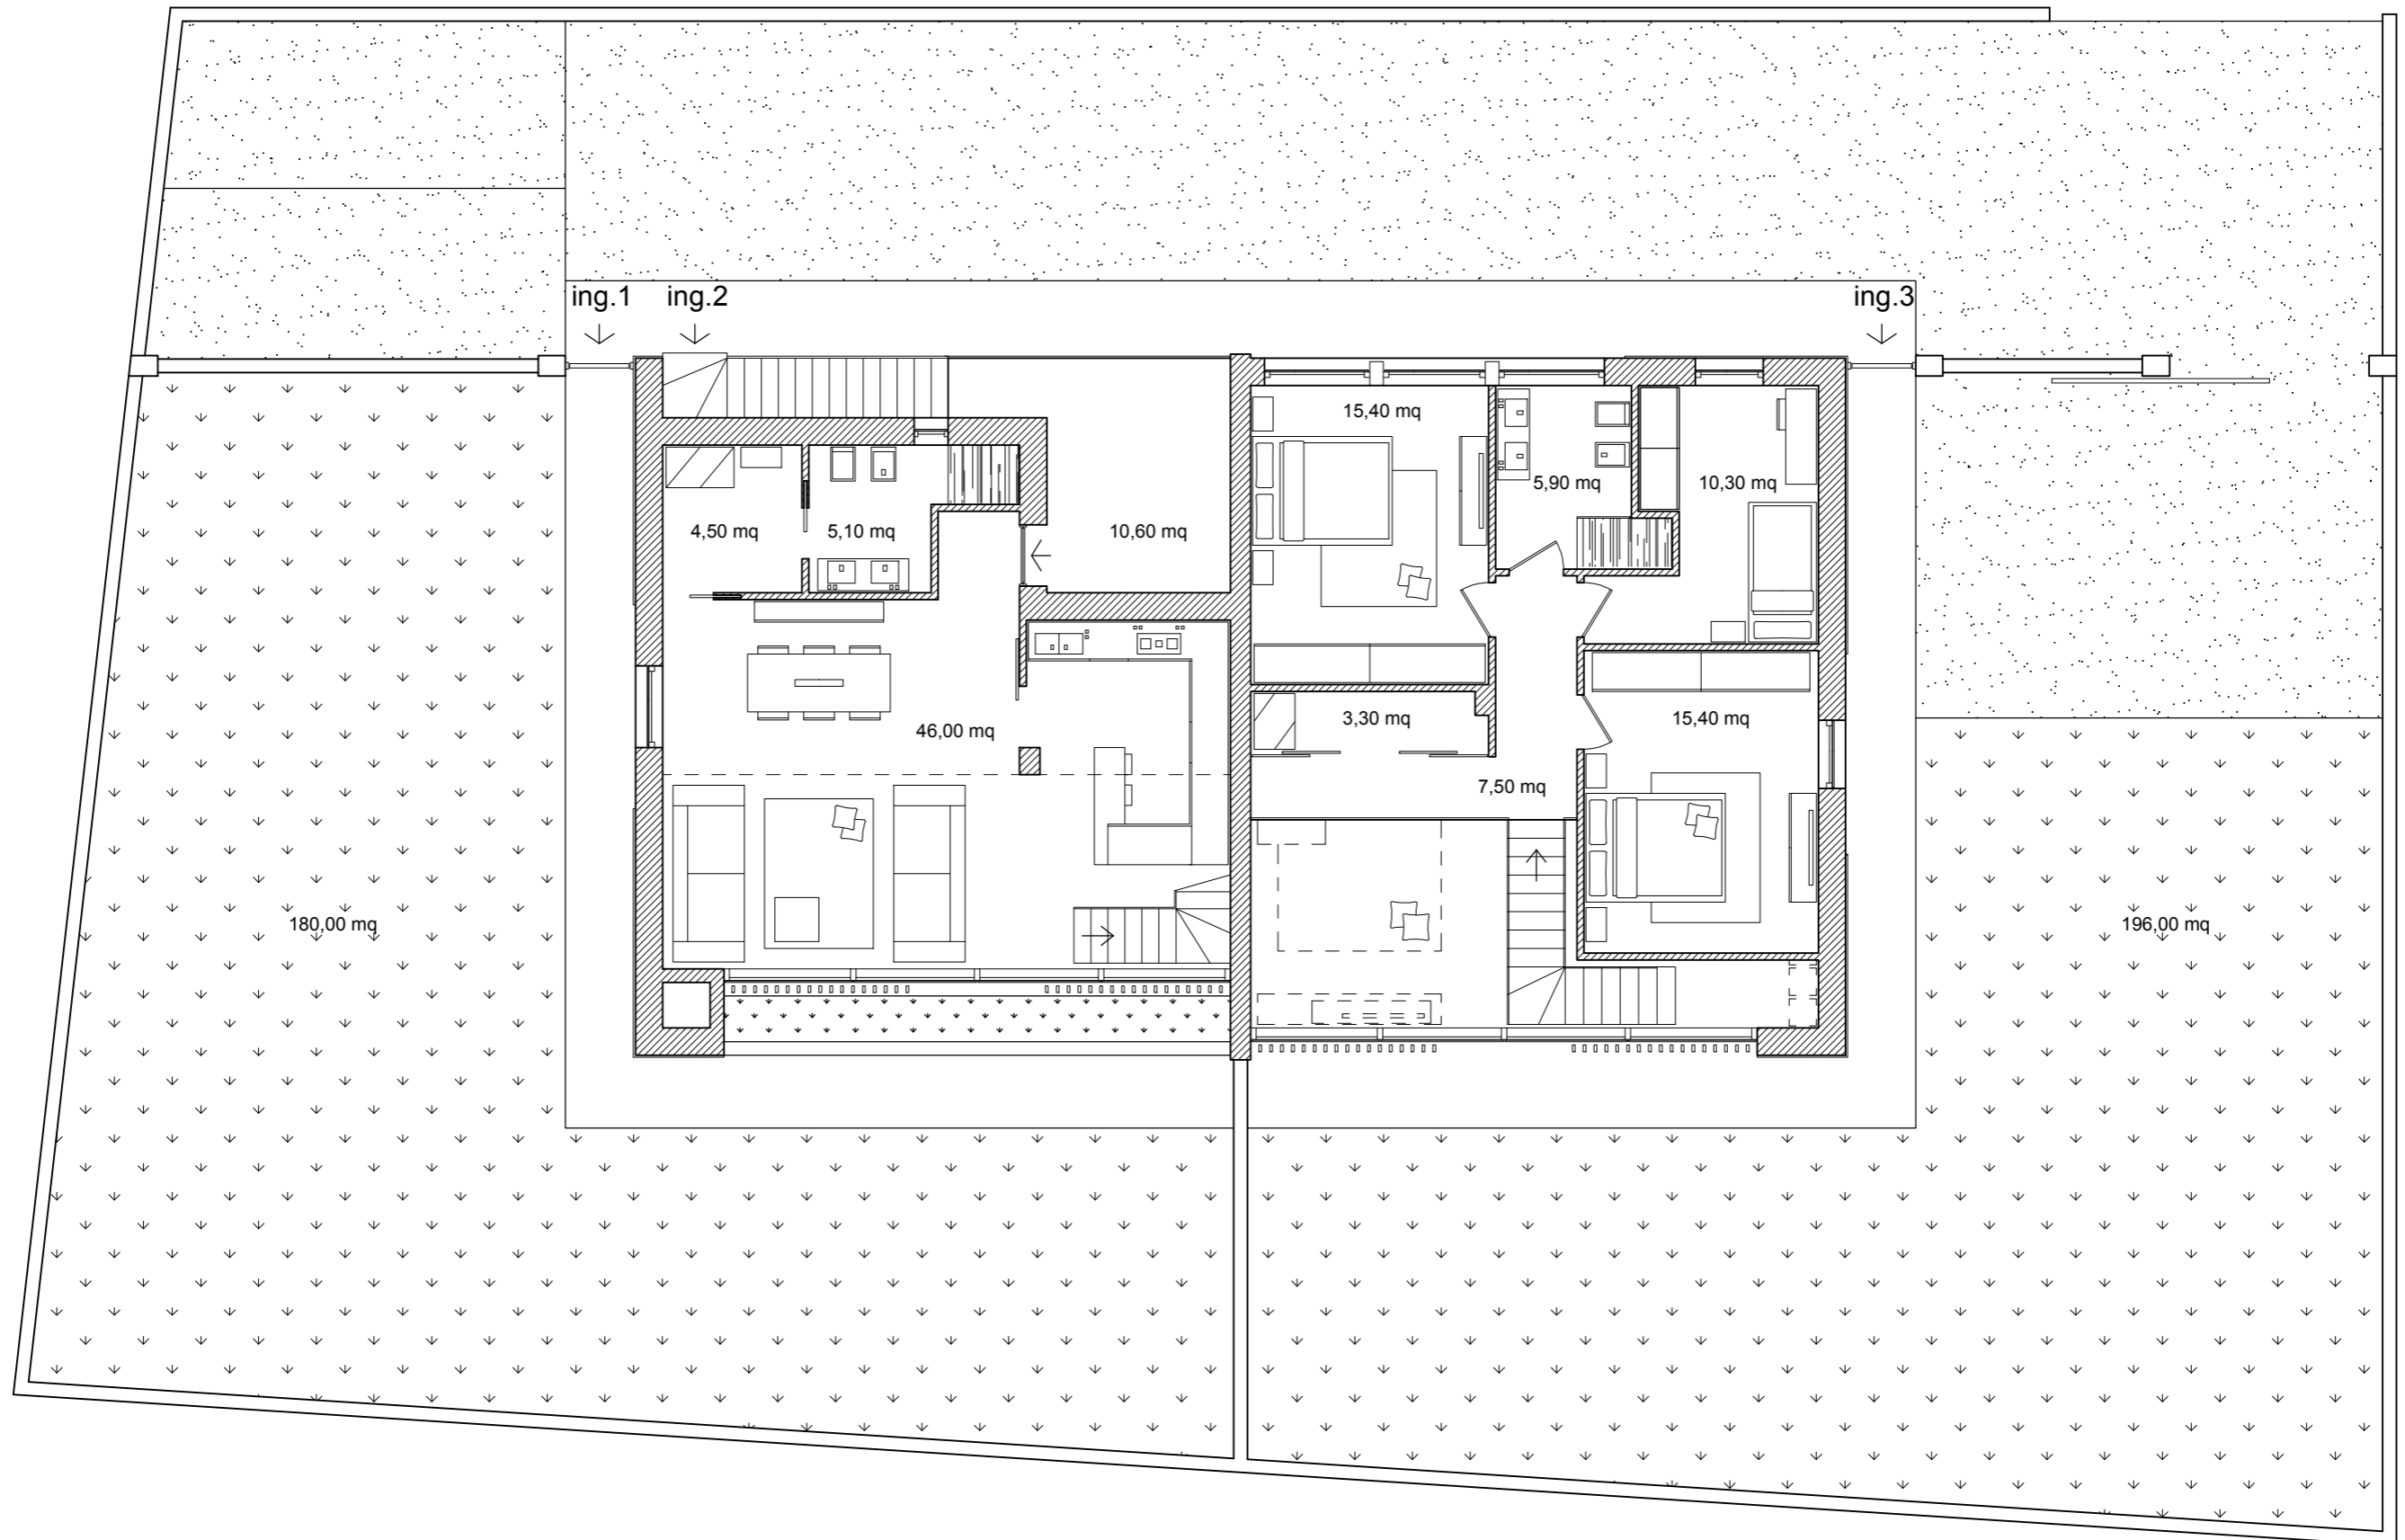 ing.1
ing.2
ing.3
15,40 mq
5,90 mq
10,30 mq
4,50 mq
5,10 mq
10,60 mq
3,30 mq
15,40 mq
46,00 mq
7,50 mq
180,00 mq
196,00 mq